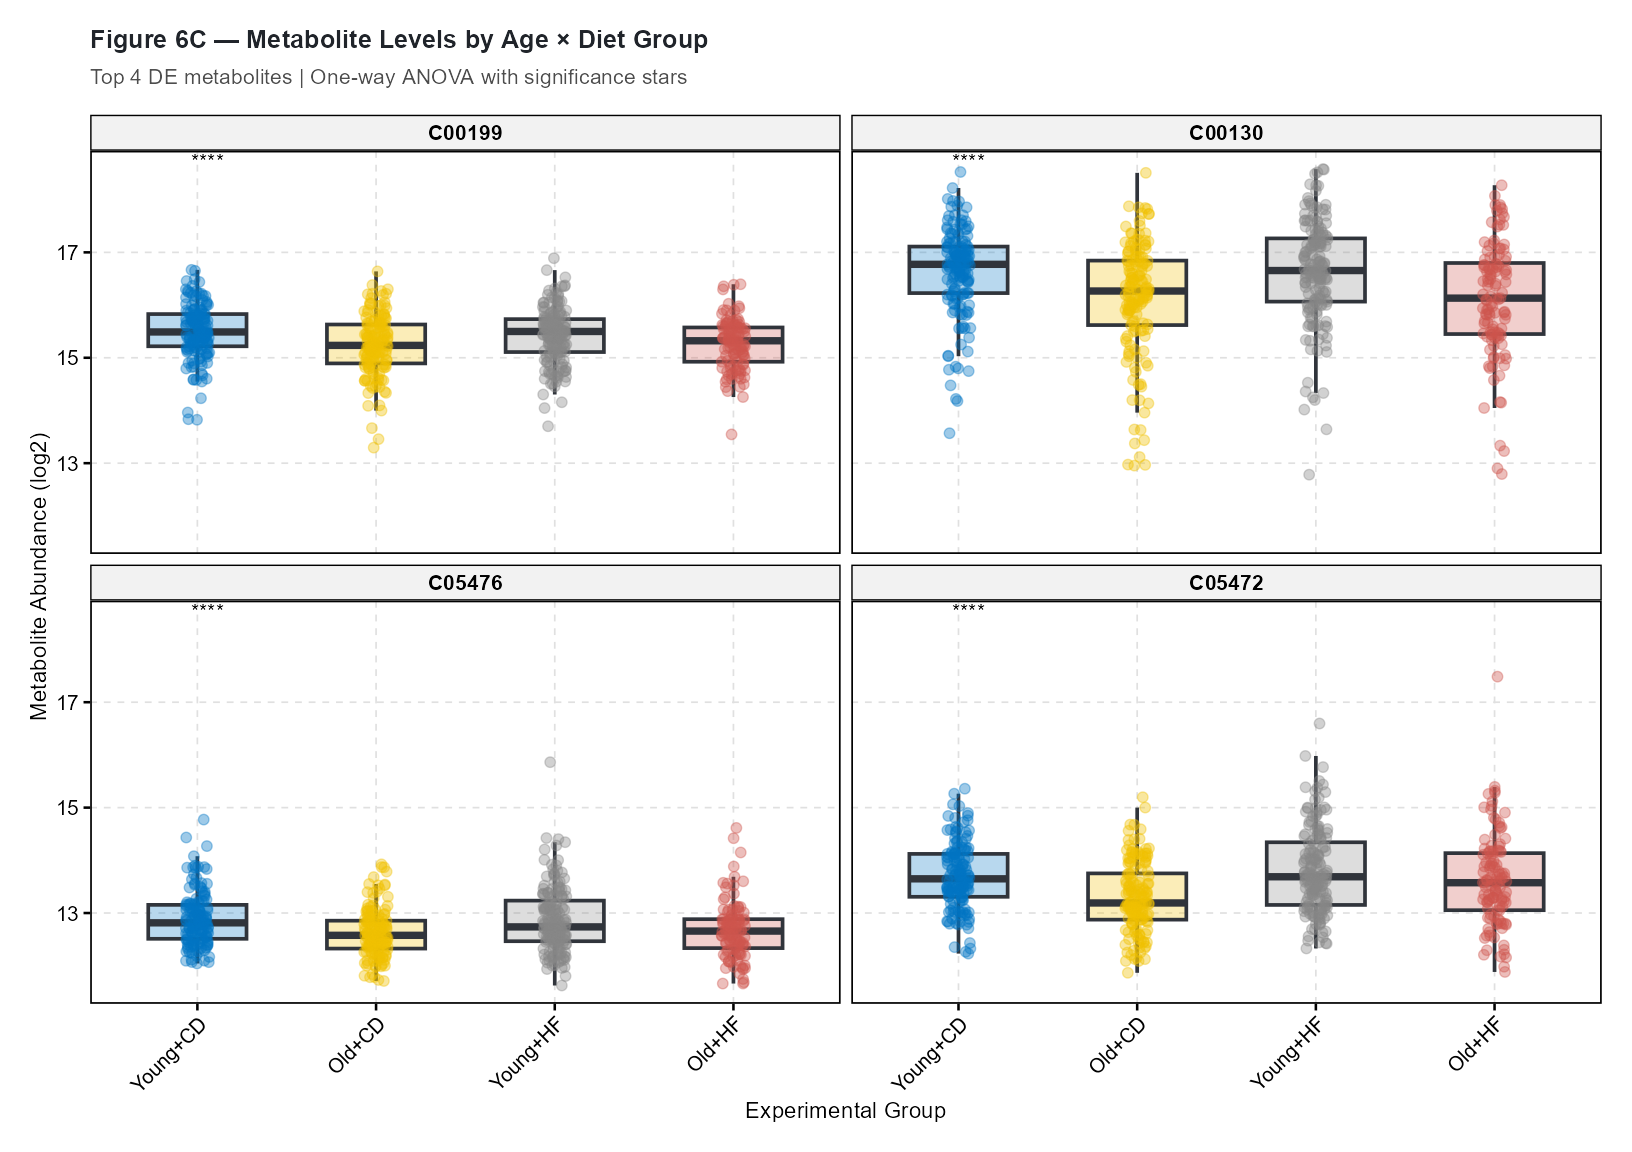 Figure 6C — Metabolite Levels by Age × Diet Group
Top 4 DE metabolites | One-way ANOVA with significance stars
C00199
C00130
****
****
17
15
13
Metabolite Abundance (log2)
C05476
C05472
****
****
17
15
13
Young+CD
Old+CD
Young+HF
Old+HF
Young+CD
Old+CD
Young+HF
Old+HF
Experimental Group